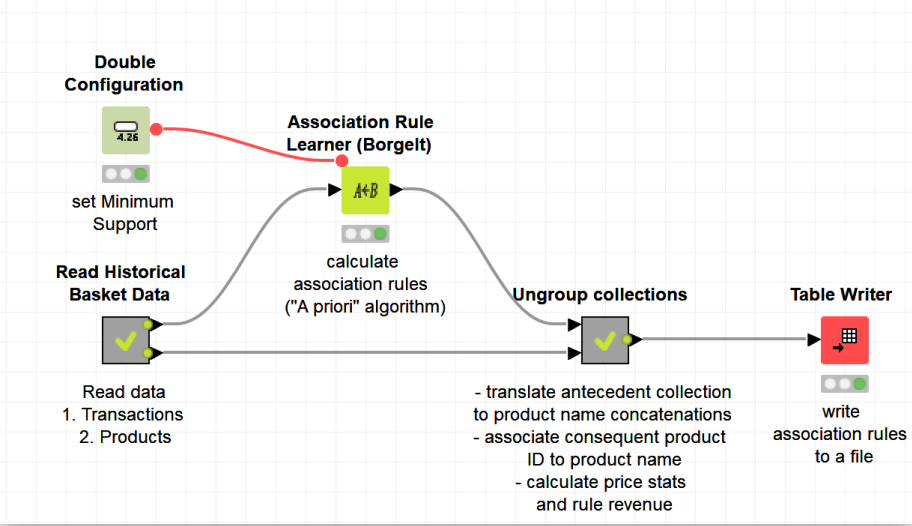 Double
Configuration
4.26
set Minimum
Support
Association Rule
Learner (Borgelt)
A+B
calculate
association rules
("A priori" algorithm)
Read Historical
Basket Data
Read data
1. Transactions
2. Products
Ungroup collections
- translate antecedent collection
to product name concatenations
- associate consequent product
ID to product name
- calculate price stats
and rule revenue
Table Writer
write
association rules
to a file